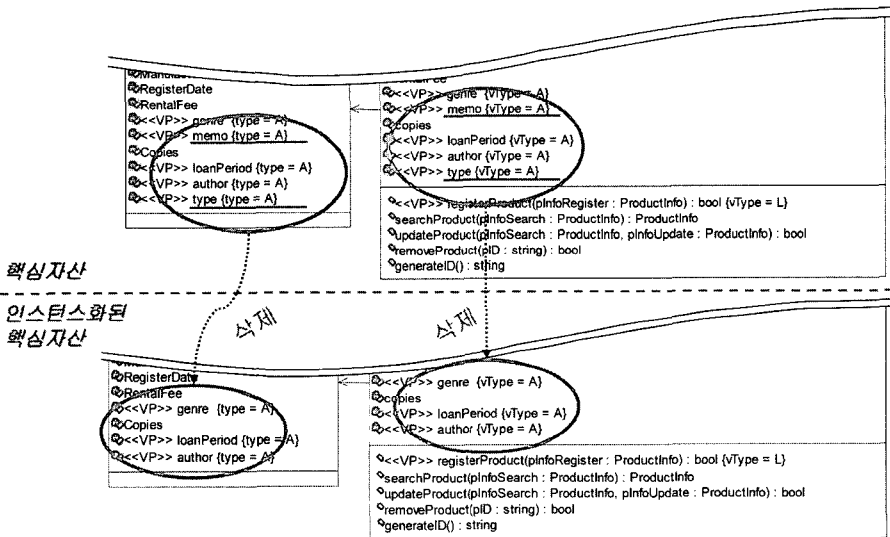 RegisterDate
RentalFee
<<VP>> genre {type = A}
<<VP>> memo {type = A}
Copies
<<VP>> loanPeriod {type = A}
<<VP>> author {type = A}
<<VP>> type {type = A}
<<VP>> genre {vType = A}
<<VP>> memo {vType = A}
copies
<<VP>> loanPeriod {vType = A}
<<VP>> author {vType = A}
<<VP>> type {vType = A}
<<VP>> registerProduct(pInfoRegister : ProductInfo) : bool {vType = L}
searchProduct(pInfoSearch : ProductInfo) : ProductInfo
updateProduct(pInfoSearch : ProductInfo, pInfoUpdate : ProductInfo) : bool
removeProduct(pID : string) : bool
generateID() : string
핵심자산
인스턴스화된
핵심자산
삭제
삭제
RegisterDate
RentalFee
<<VP>> genre {type = A}
Copies
<<VP>> loanPeriod {type = A}
<<VP>> author {type = A}
<<VP>> genre {vType = A}
copies
<<VP>> loanPeriod {vType = A}
<<VP>> author {vType = A}
<<VP>> registerProduct(pInfoRegister : ProductInfo) : bool {vType = L}
searchProduct(pInfoSearch : ProductInfo) : ProductInfo
updateProduct(pInfoSearch : ProductInfo, pInfoUpdate : ProductInfo) : bool
removeProduct(pID : string) : bool
generateID() : string